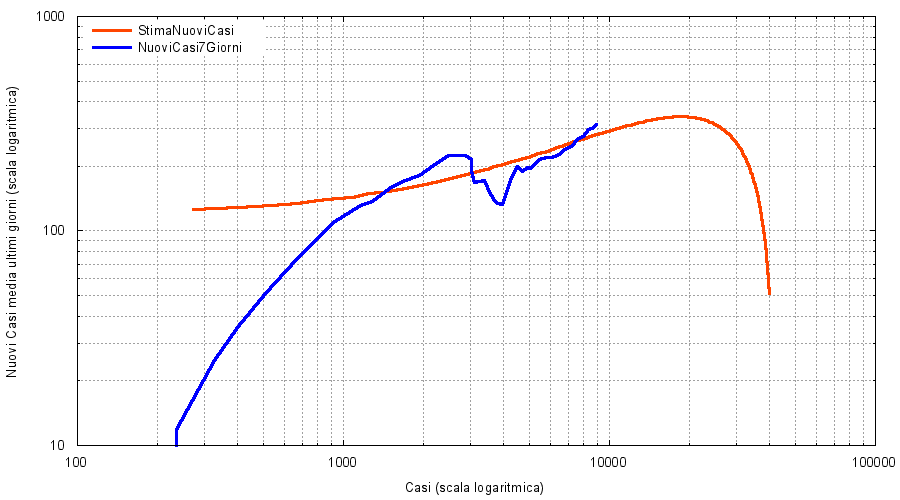 1000
StimaNuoviCasi
NuoviCasi7Giorni
Nuovi Casi media ultimi giorni (scala logaritmica)
100
10
100 1000 10000 100000
Casi (scala logaritmica)